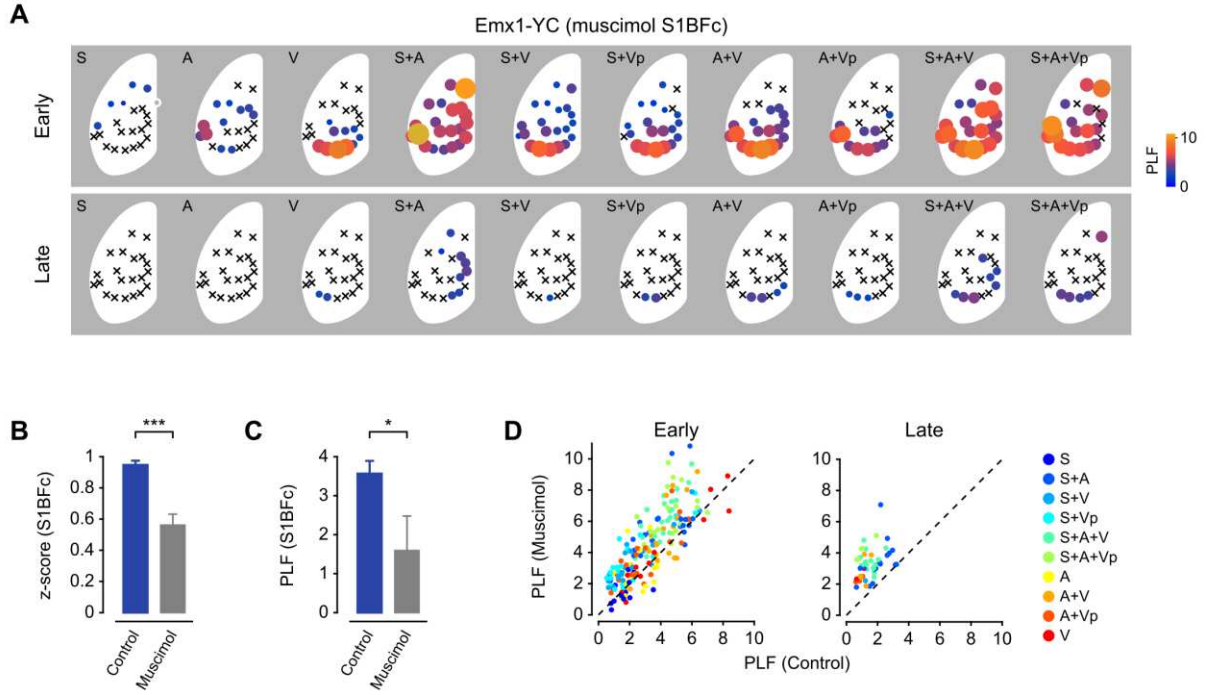 A
Emx1-YC (muscimol S1BFc)
S A V S+A S+V S+Vp A+V A+Vp S+A+V S+A+Vp
Early
10
PLF
0
S A V S+A S+V S+Vp A+V A+Vp S+A+V S+A+Vp
Late
B
***
z-score (S1BFc)
1
0.8
0.6
0.4
0.2
0
Control
Muscimol
C
*
PLF (S1BFc)
4
3
2
1
0
Control
Muscimol
D
Early
PLF (Muscimol)
10
8
6
4
2
0
0 2 4 6 8 10
Late
10
8
6
4
2
0
0 2 4 6 8 10
PLF (Control)
S
S+A
S+V
S+Vp
S+A+V
S+A+Vp
A
A+V
A+Vp
V